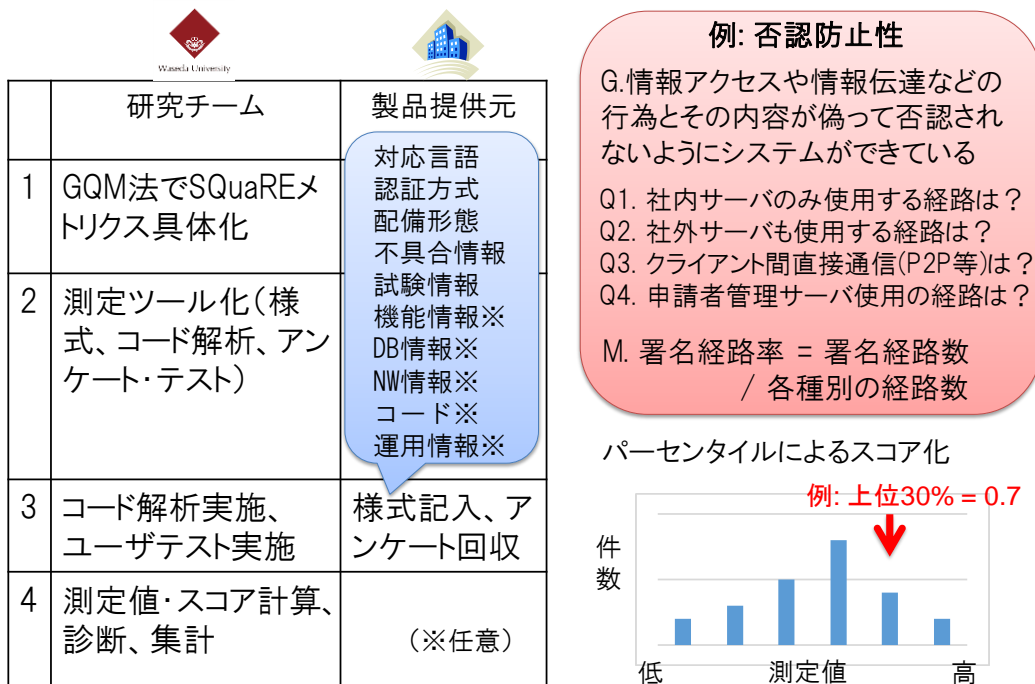 Waseda University
研究チーム
製品提供元
1
GQM法でSQuaREメ
トリクス具体化
2
測定ツール化(様
式、コード解析、アン
ケート・テスト)
対応言語
認証方式
配備形態
不具合情報
試験情報
機能情報※
DB情報※
NW情報※
コード※
運用情報※
3
コード解析実施、
ユーザテスト実施
様式記入、ア
ンケート回収
4
測定値・スコア計算、
診断、集計
(※任意)
例: 否認防止性
G.情報アクセスや情報伝達などの
行為とその内容が偽って否認され
ないようにシステムができている
Q1. 社内サーバのみ使用する経路は？
Q2. 社外サーバも使用する経路は？
Q3. クライアント間直接通信(P2P等)は？
Q4. 申請者管理サーバ使用の経路は？
M. 署名経路率 = 署名経路数
/ 各種別の経路数
パーセンタイルによるスコア化
例: 上位30% = 0.7
件
数
低 測定値 高